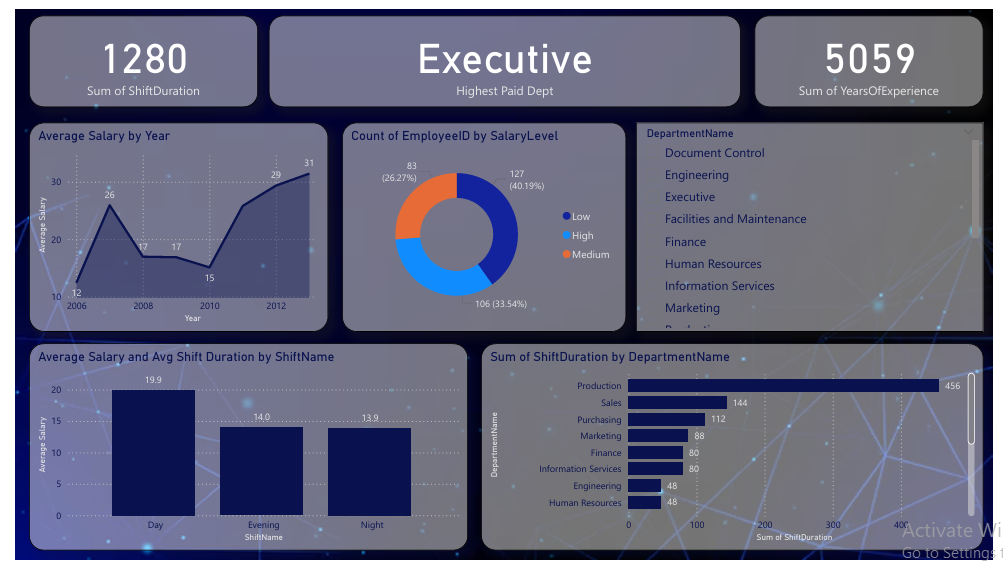 1280
Sum of ShiftDuration
Executive
Highest Paid Dept
5059
Sum of YearsOfExperience
Average Salary by Year
Average Salary
30
20
10
12
26
17
17
15
29
31
2006
2008
2010
2012
Year
Count of EmployeeID by SalaryLevel
83
(26.27%)
127
(40.19%)
106 (33.54%)
Low
High
Medium
DepartmentName
Document Control
Engineering
Executive
Facilities and Maintenance
Finance
Human Resources
Information Services
Marketing
Average Salary and Avg Shift Duration by ShiftName
Average Salary
20
15
10
5
0
19.9
14.0
13.9
Day
Evening
Night
ShiftName
Sum of ShiftDuration by DepartmentName
DepartmentName
Production 456
Sales 144
Purchasing 112
Marketing 88
Finance 80
Information Services 80
Engineering 48
Human Resources 48
0
100
200
300
400
Sum of ShiftDuration
Activate Wi
Go to Settings t